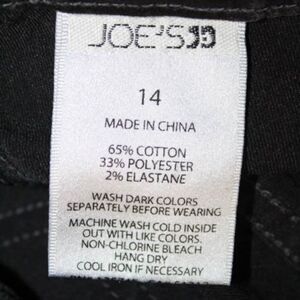 JOE'S
14
MADE IN CHINA
65% COTTON
33% POLYESTER
2% ELASTANE
WASH DARK COLORS
SEPARATELY BEFORE WEARING
MACHINE WASH COLD INSIDE
OUT WITH LIKE COLORS.
NON-CHLORINE BLEACH
HANG DRY
COOL IRON IF NECESSARY